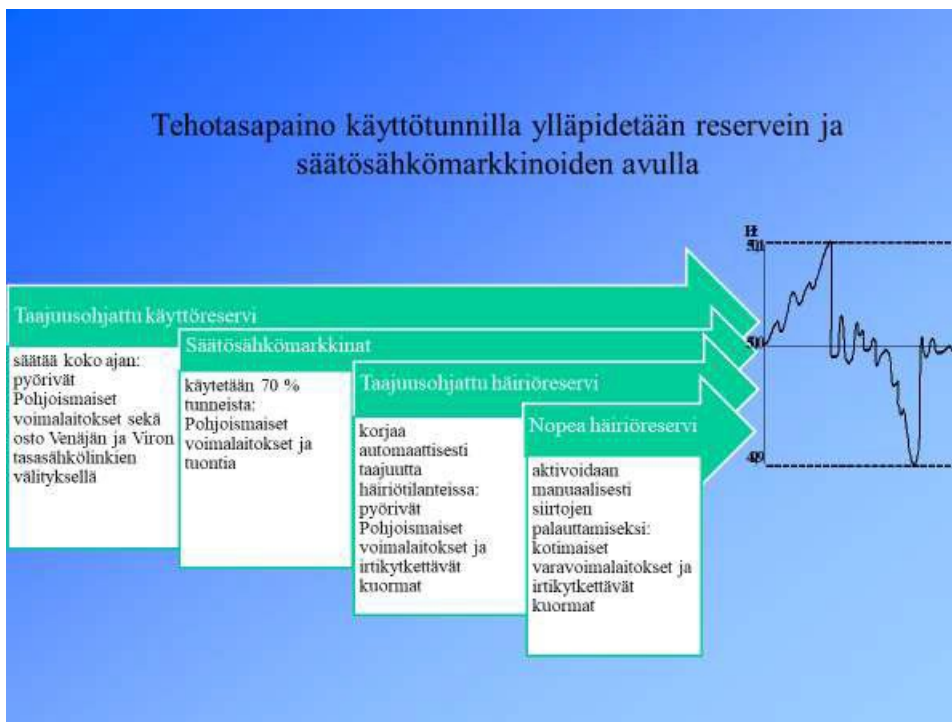 Tehotasapaino käyttötunnilla ylläpidetään reservein ja
säätösähkömarkkinoiden avulla
Taajuusohjattu käyttöreservi
säätää koko ajan:
pyörivät
Pohjoismaiset
voimalaitokset sekä
osto Venäjän ja Viron
tasasähkölinkien
välityksellä
Säätösähkömarkkinat
käytetään 70 %
tunneista:
Pohjoismaiset
voimalaitokset ja
tuontia
Taajuusohjattu häiriöreservi
korjaa
automaattisesti
taajuutta
häiriötilanteissa:
pyörivät
Pohjoismaiset
voimalaitokset ja
irtikytkettävät
kuormat
Nopea häiriöreservi
aktivoidaan
manuaalisesti
siirtojen
palauttamiseksi:
kotimaiset
varavoimalaitokset ja
irtikytkettävät
kuormat
Hz